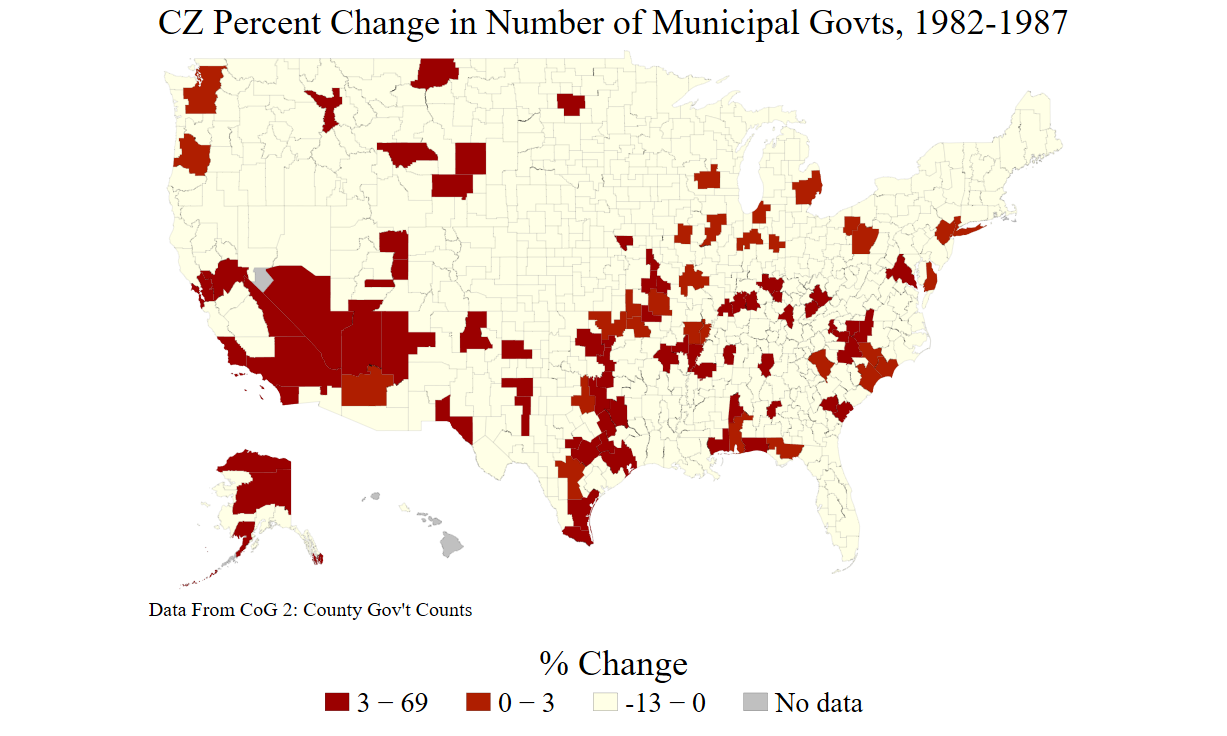 CZ Percent Change in Number of Municipal Govts, 1982-1987
Data From CoG 2: County Gov't Counts
% Change
3 − 69
0 − 3
-13 − 0
No data